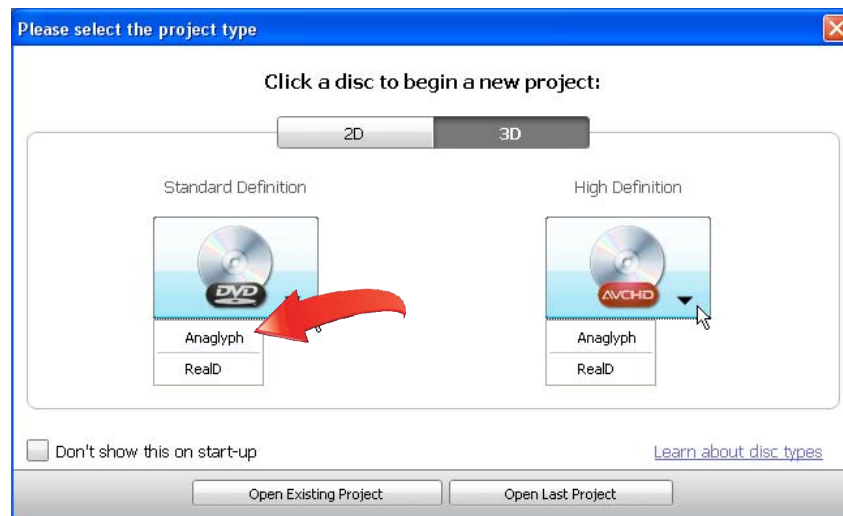 Please select the project type
Click a disc to begin a new project:
2D 3D
Standard Definition High Definition
DVD AVCHD
Anaglyph Anaglyph
RealD RealD
Don't show this on start-up Learn about disc types
Open Existing Project Open Last Project